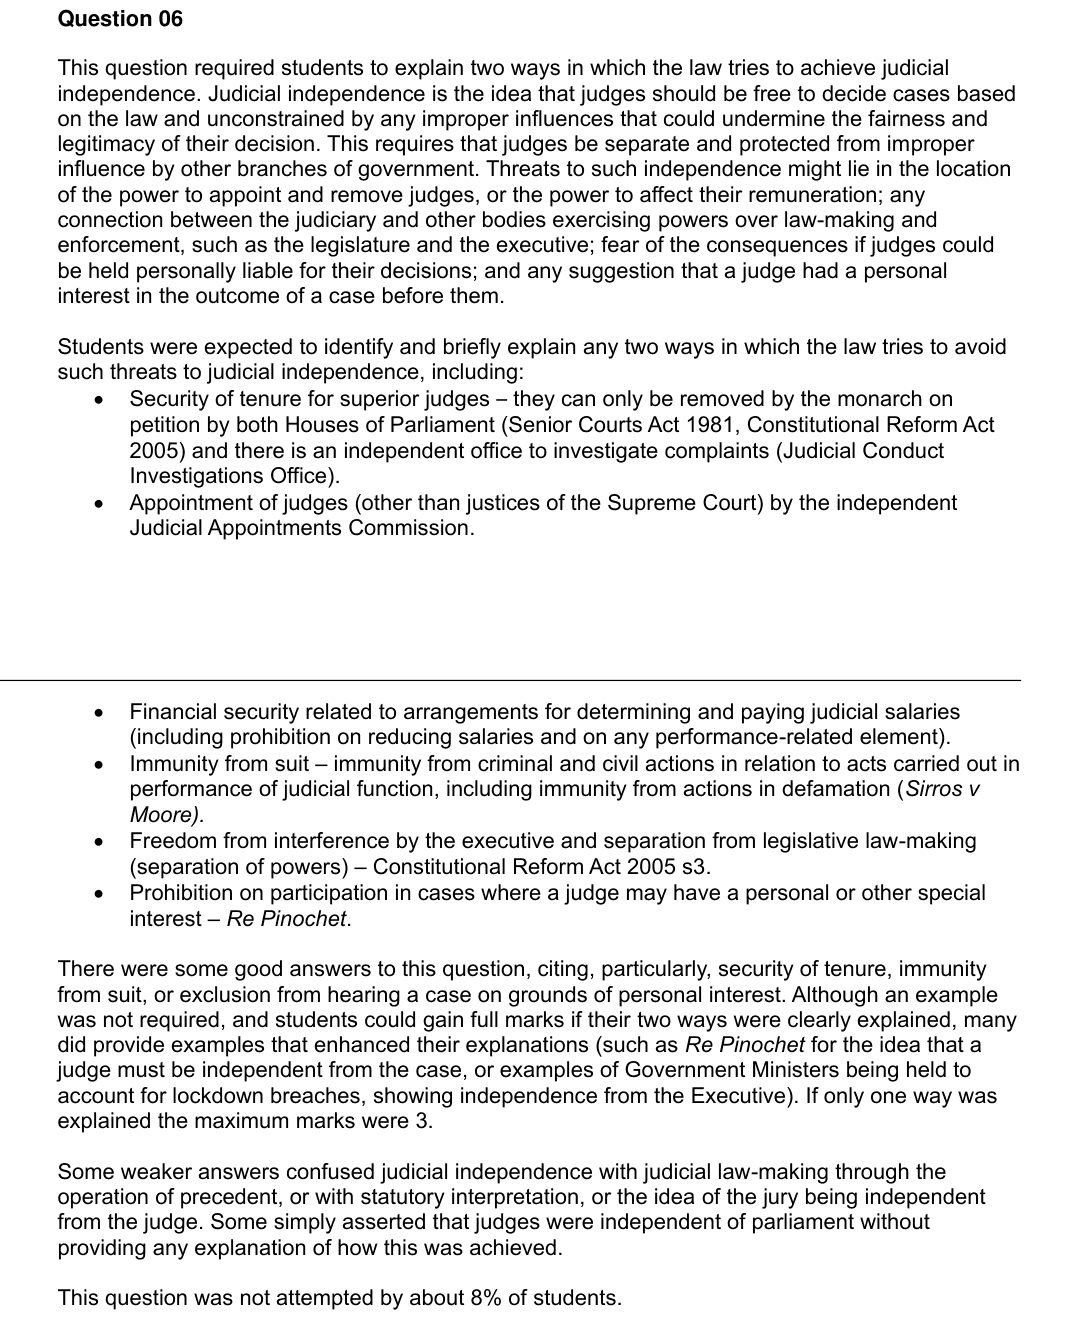 Question 06
This question required students to explain two ways in which the law tries to achieve judicial
independence. Judicial independence is the idea that judges should be free to decide cases based
on the law and unconstrained by any improper influences that could undermine the fairness and
legitimacy of their decision. This requires that judges be separate and protected from improper
influence by other branches of government. Threats to such independence might lie in the location
of the power to appoint and remove judges, or the power to affect their remuneration; any
connection between the judiciary and other bodies exercising powers over law-making and
enforcement, such as the legislature and the executive; fear of the consequences if judges could
be held personally liable for their decisions; and any suggestion that a judge had a personal
interest in the outcome of a case before them.
Students were expected to identify and briefly explain any two ways in which the law tries to avoid
such threats to judicial independence, including:
• Security of tenure for superior judges – they can only be removed by the monarch on
petition by both Houses of Parliament (Senior Courts Act 1981, Constitutional Reform Act
2005) and there is an independent office to investigate complaints (Judicial Conduct
Investigations Office).
• Appointment of judges (other than justices of the Supreme Court) by the independent
Judicial Appointments Commission.
• Financial security related to arrangements for determining and paying judicial salaries
(including prohibition on reducing salaries and on any performance-related element).
• Immunity from suit – immunity from criminal and civil actions in relation to acts carried out in
performance of judicial function, including immunity from actions in defamation (Sirros v
Moore).
• Freedom from interference by the executive and separation from legislative law-making
(separation of powers) – Constitutional Reform Act 2005 s3.
• Prohibition on participation in cases where a judge may have a personal or other special
interest – Re Pinochet.
There were some good answers to this question, citing, particularly, security of tenure, immunity
from suit, or exclusion from hearing a case on grounds of personal interest. Although an example
was not required, and students could gain full marks if their two ways were clearly explained, many
did provide examples that enhanced their explanations (such as Re Pinochet for the idea that a
judge must be independent from the case, or examples of Government Ministers being held to
account for lockdown breaches, showing independence from the Executive). If only one way was
explained the maximum marks were 3.
Some weaker answers confused judicial independence with judicial law-making through the
operation of precedent, or with statutory interpretation, or the idea of the jury being independent
from the judge. Some simply asserted that judges were independent of parliament without
providing any explanation of how this was achieved.
This question was not attempted by about 8% of students.